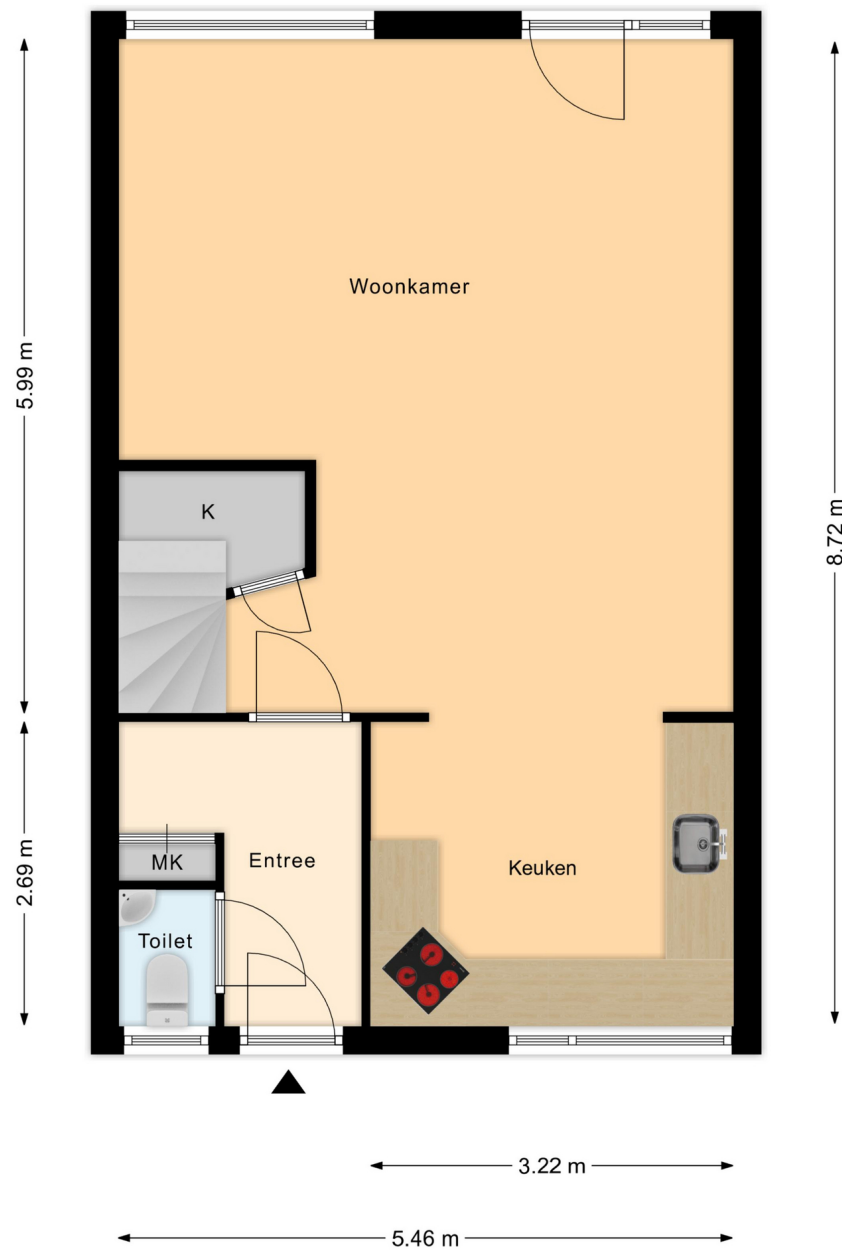 Woonkamer
5.99 m
8.72 m
K
MK
Entree
Keuken
2.69 m
Toilet
3.22 m
5.46 m